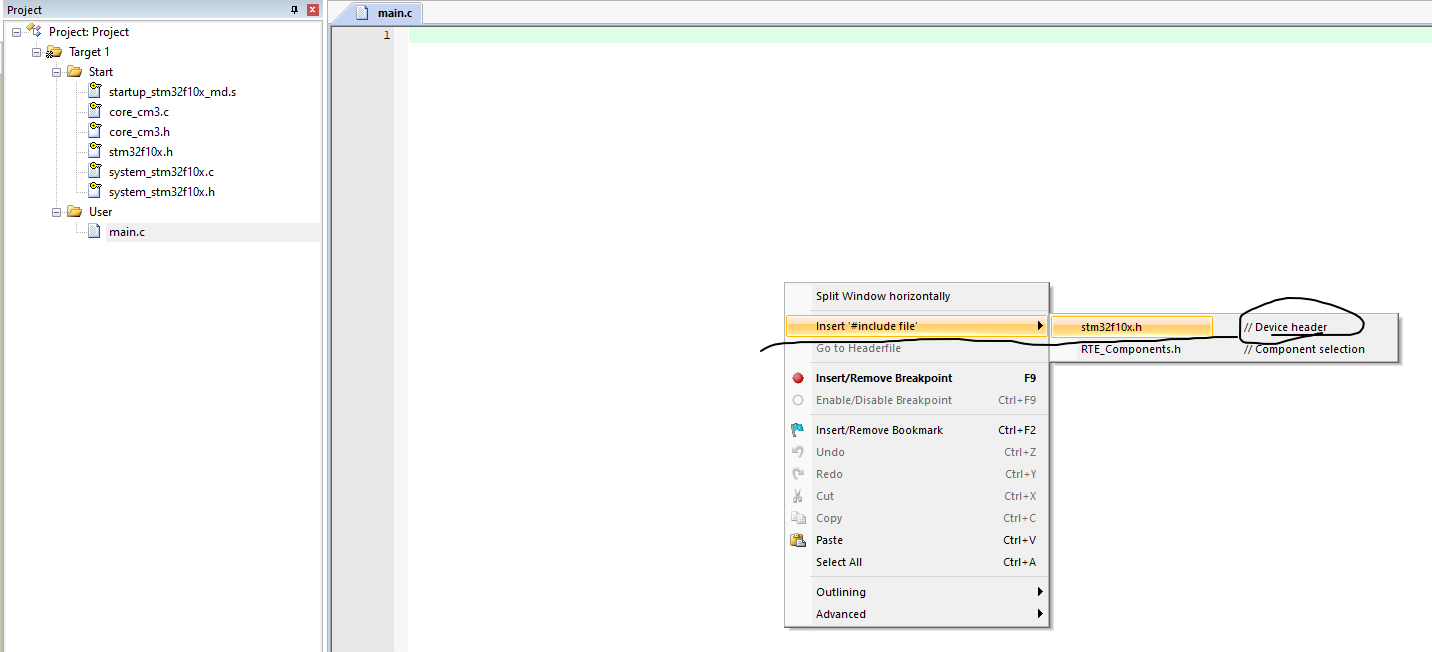 Project
Project: Project
Target 1
Start
startup_stm32f10x_md.s
core_cm3.c
core_cm3.h
stm32f10x.h
system_stm32f10x.c
system_stm32f10x.h
User
main.c
main.c
1
Split Window horizontally
Insert '#include file'
stm32f10x.h // Device header
Go to Headerfile
RTE_Components.h // Component selection
Insert/Remove Breakpoint F9
Enable/Disable Breakpoint Ctrl+F9
Insert/Remove Bookmark Ctrl+F2
Undo Ctrl+Z
Redo Ctrl+Y
Cut Ctrl+X
Copy Ctrl+C
Paste Ctrl+V
Select All Ctrl+A
Outlining
Advanced